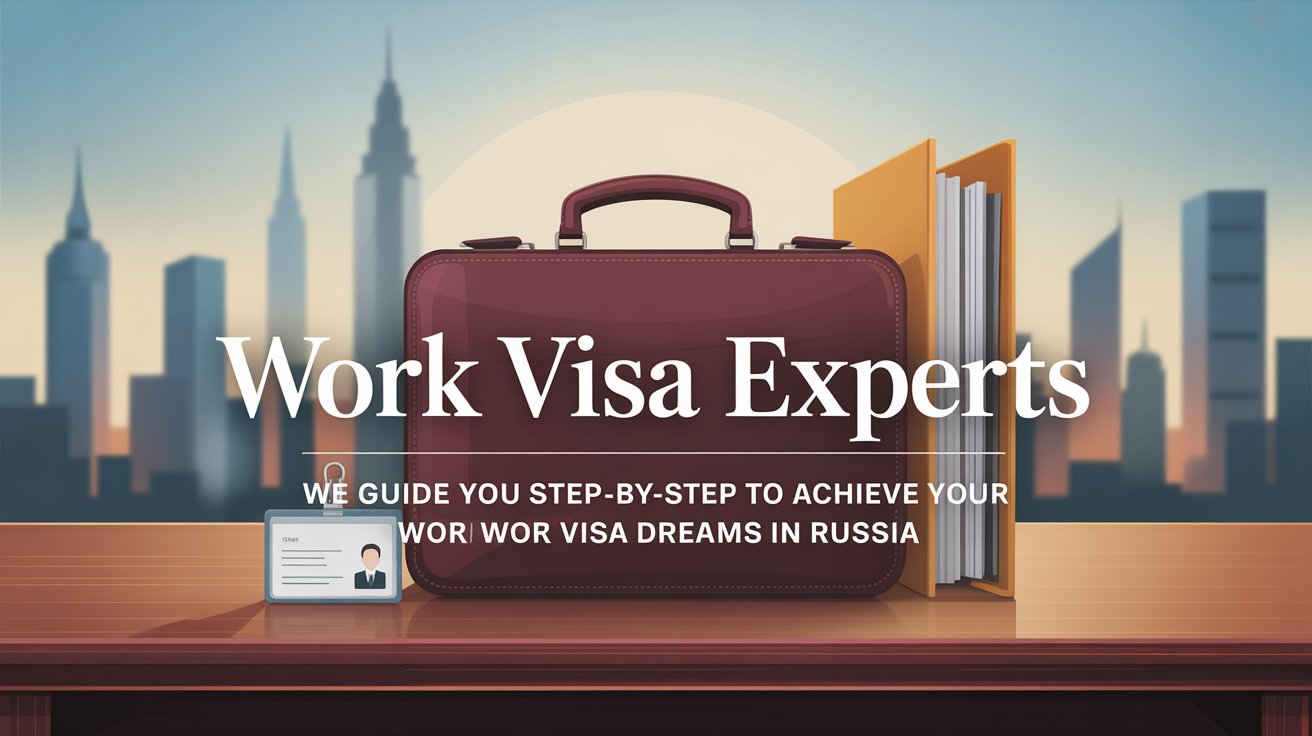 Work Visa Experts
WE GUIDE YOU STEP-BY-STEP TO ACHIEVE YOUR
WOR WOR VISA DREAMS IN RUSSIA